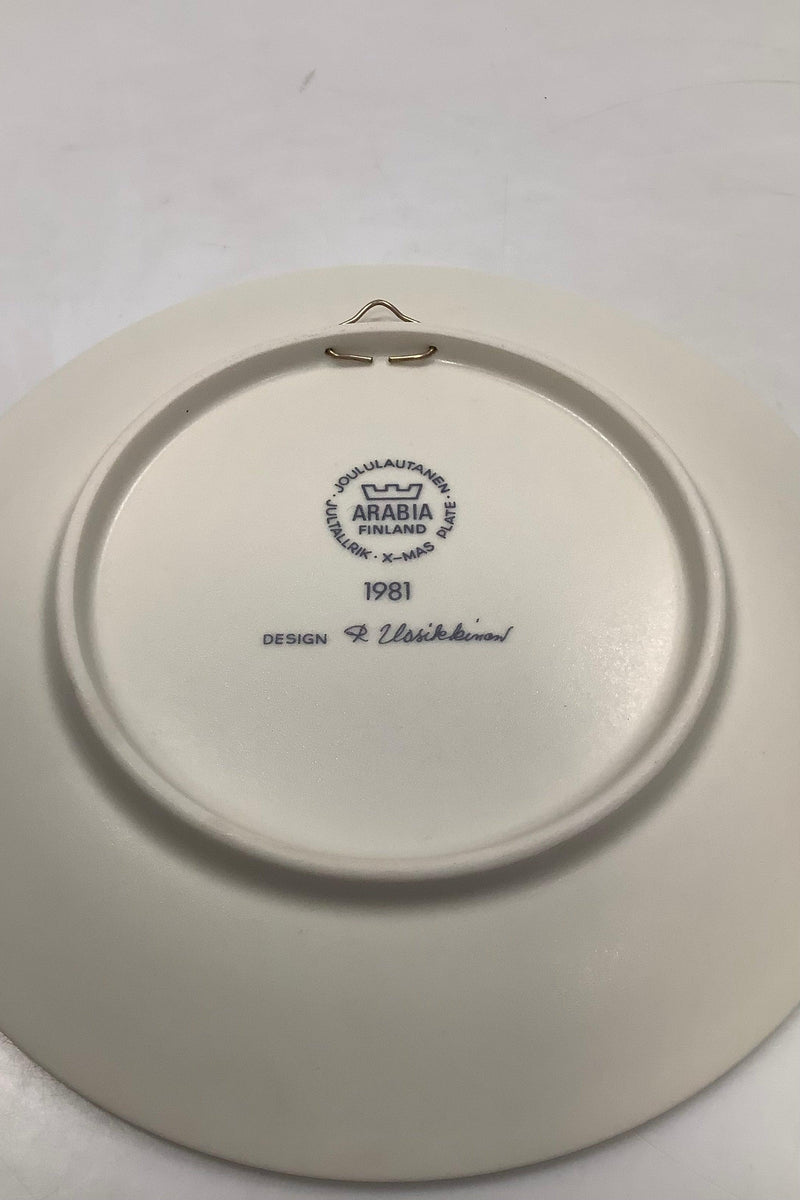 · JOULULAUTANEN ·
ARABIA
FINLAND
JULTALLRIK · X-MAS PLATE
1981
DESIGN R Uosikkinen